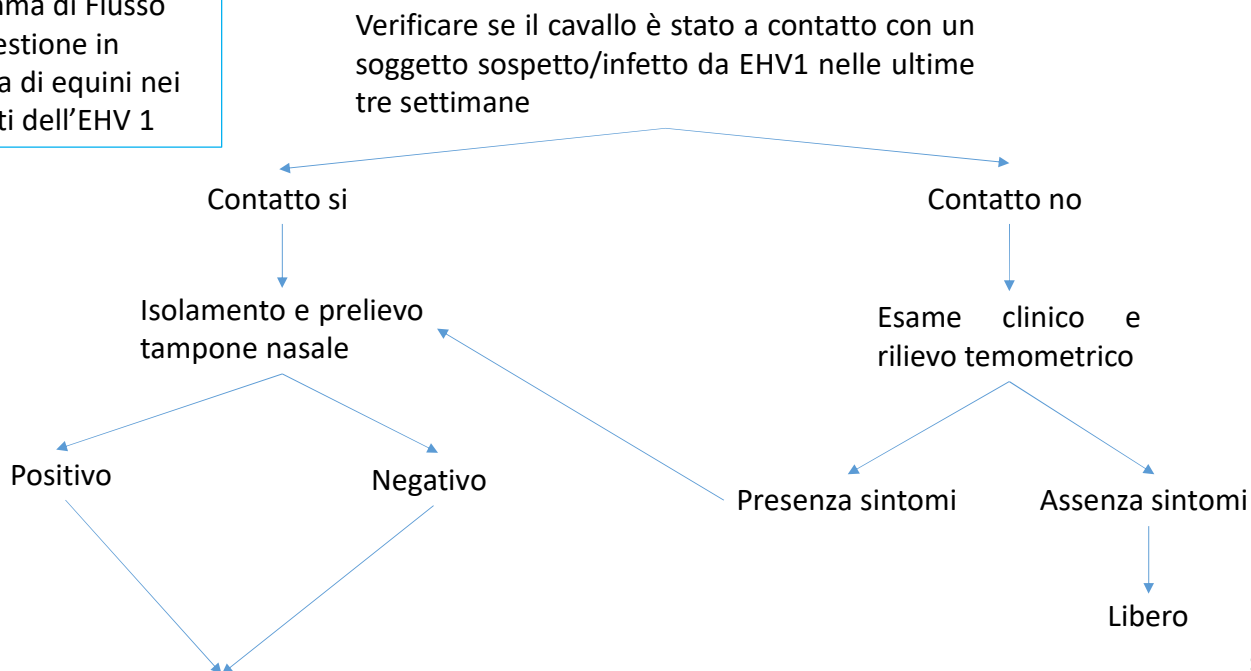 di Flusso
estione in
a di equini nei
ti dell'EHV 1
Verificare se il cavallo è stato a contatto con un
soggetto sospetto/infetto da EHV1 nelle ultime
tre settimane
Contatto si
Contatto no
Isolamento e prelievo
tampone nasale
Esame clinico e
rilievo temometrico
Positivo
Negativo
Presenza sintomi
Assenza sintomi
Libero